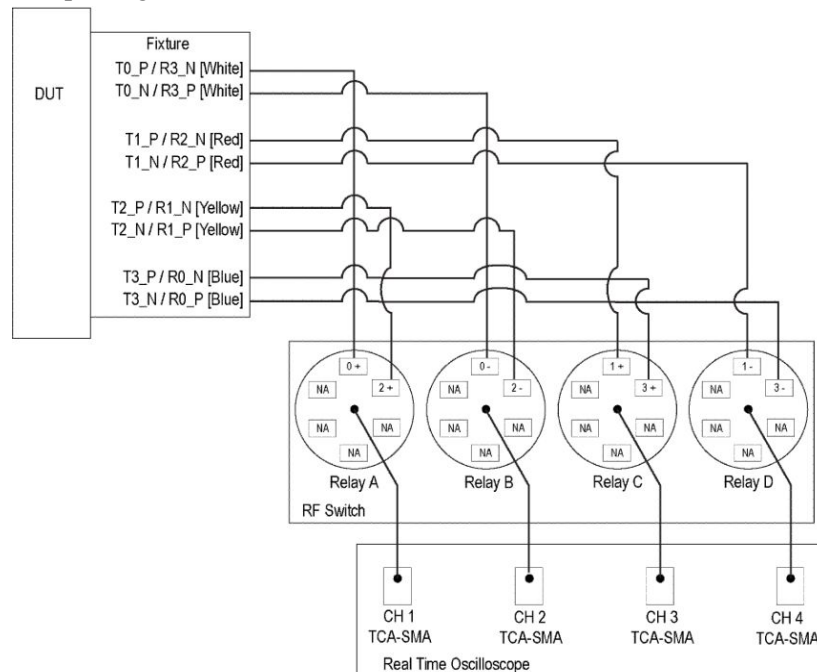 Fixture
T0_P / R3_N [White]
T0_N / R3_P [White]
DUT
T1_P / R2_N [Red]
T1_N / R2_P [Red]
T2_P / R1_N [Yellow]
T2_N / R1_P [Yellow]
T3_P / R0_N [Blue]
T3_N / R0_P [Blue]
0 + 0 - 1 + 1 -
NA 2 + NA 2 - NA 3 + NA 3 -
NA NA NA NA NA NA NA NA
NA NA NA NA
Relay A Relay B Relay C Relay D
RF Switch
CH 1 CH 2 CH 3 CH 4
TCA-SMA TCA-SMA TCA-SMA TCA-SMA
Real Time Oscilloscope